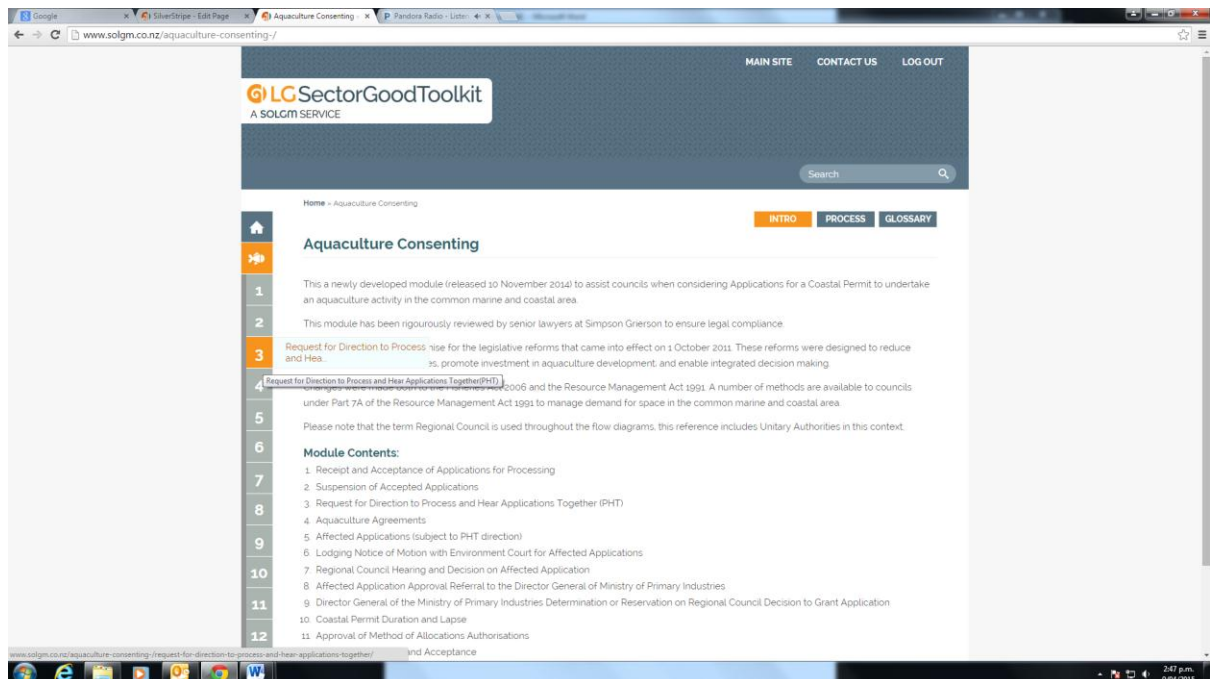 Google
SilverStripe - Edit Page
Aquaculture Consenting
Pandora Radio - Listen
www.solgm.co.nz/aquaculture-consenting-/
MAIN SITE CONTACT US LOG OUT
LGSectorGoodToolkit
A SOLGM SERVICE
Search
Home » Aquaculture Consenting
INTRO PROCESS GLOSSARY
Aquaculture Consenting
This a newly developed module (released 10 November 2014) to assist councils when considering Applications for a Coastal Permit to undertake
an aquaculture activity in the common marine and coastal area.
This module has been rigourously reviewed by senior lawyers at Simpson Grierson to ensure legal compliance.
Request for Direction to Process
and Hea..
for the legislative reforms that came into effect on 1 October 2011. These reforms were designed to reduce
promote investment in aquaculture development, and enable integrated decision making.
Request for Direction to Process and Hear Applications Together(PHT)
2006 and the Resource Management Act 1991. A number of methods are available to councils
under Part 7A of the Resource Management Act 1991 to manage demand for space in the common marine and coastal area.
Please note that the term Regional Council is used throughout the flow diagrams, this reference includes Unitary Authorities in this context.
Module Contents:
1. Receipt and Acceptance of Applications for Processing
2. Suspension of Accepted Applications
3. Request for Direction to Process and Hear Applications Together (PHT)
4. Aquaculture Agreements
5. Affected Applications (subject to PHT direction)
6. Lodging Notice of Motion with Environment Court for Affected Applications
7. Regional Council Hearing and Decision on Affected Application
8. Affected Application Approval Referral to the Director General of Ministry of Primary Industries
9. Director General of the Ministry of Primary Industries Determination or Reservation on Regional Council Decision to Grant Application
10. Coastal Permit Duration and Lapse
11. Approval of Method of Allocations Authorisations
and Acceptance
1
2
3
4
5
6
7
8
9
10
11
12
www.solgm.co.nz/aquaculture-consenting-/request-for-direction-to-process-and-hear-applications-together/
2:47 p.m.